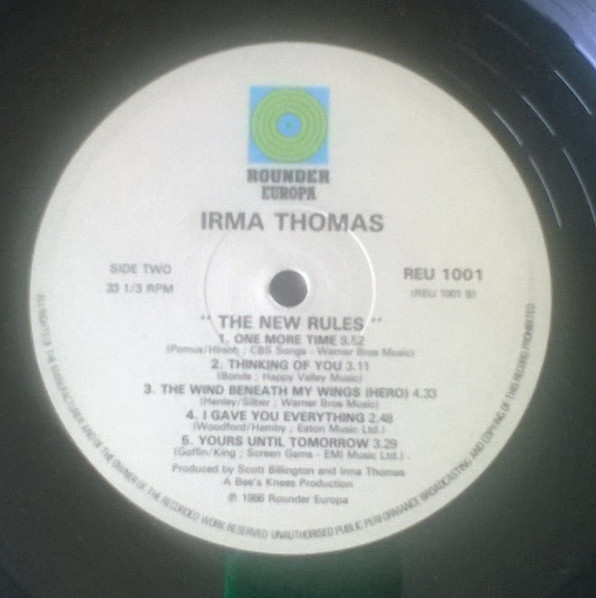 ROUNDER
EUROPA
IRMA THOMAS
SIDE TWO
33 1/3 RPM
REU 1001
(REU 1001 B)
"THE NEW RULES"
1. ONE MORE TIME 3.52
(Pomus/Hirsch ; CBS Songs - Warner Bros Music)
2. THINKING OF YOU 3.11
(Bonds ; Happy Valley Music)
3. THE WIND BENEATH MY WINGS (HERO) 4.33
(Henley/Silber ; Warner Bros Music)
4. I GAVE YOU EVERYTHING 2.48
(Woodford/Hamby ; Eaton Music Ltd.)
5. YOURS UNTIL TOMORROW 3.29
(Goffin/King ; Screen Gems - EMI Music Ltd.) .
Produced by Scott Billington and Irma Thomas
A Bee's Knees Production
℗ 1986 Rounder Europa
ALL RIGHTS OF THE MANUFACTURER AND OF THE OWNER OF THE RECORDED WORK RESERVED UNAUTHORISED PUBLIC PERFORMANCE BROADCASTING AND COPYING OF THIS RECORD PROHIBITED